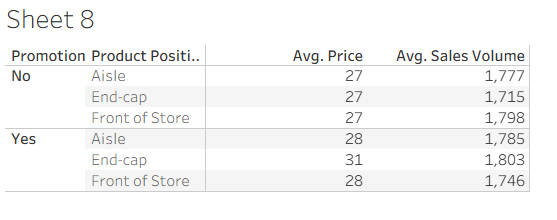 Sheet 8
Promotion Product Positi.. Avg. Price Avg. Sales Volume
No Aisle 27 1,777
End-cap 27 1,715
Front of Store 27 1,798
Yes Aisle 28 1,785
End-cap 31 1,803
Front of Store 28 1,746